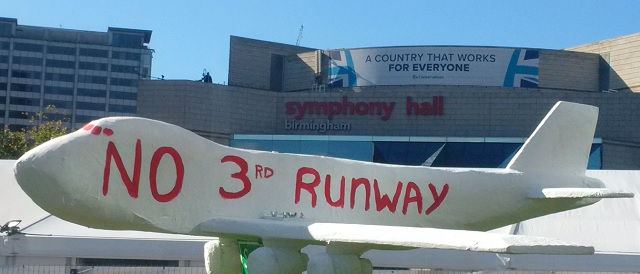 A COUNTRY THAT WORKS
FOR EVERYONE
symphony hall
birmingham
NO 3RD RUNWAY